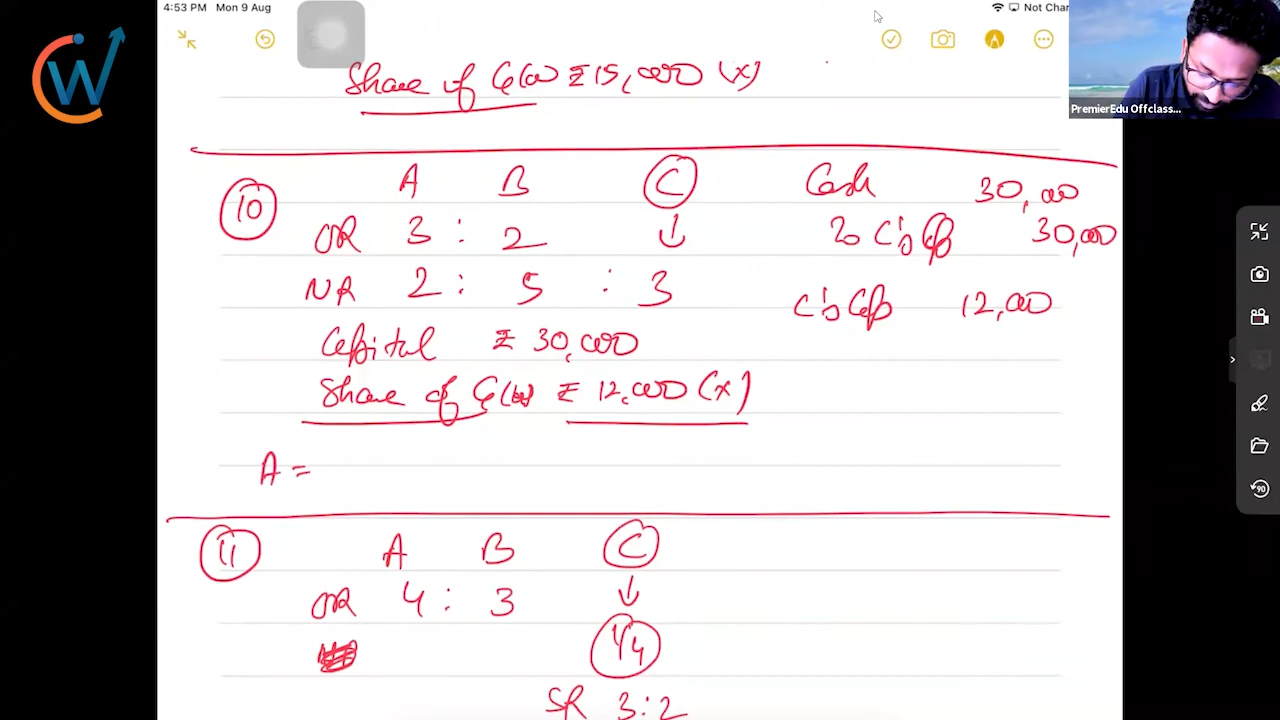 4:53 PM Mon 9 Aug Not Char
Share of G/w ₹ 15,000 (x)
PremierEdu Offclass...
10 A B C Cash 30,000
OR 3 : 2 ↓ To C's Cap 30,000
NR 2 : 5 : 3
C's Cap 12,000
Capital ₹ 30,000
Share of G/w ₹ 12,000 (x)
A =
11 A B C
OR 4 : 3 ↓
1/4
SR 3:2
CW
90